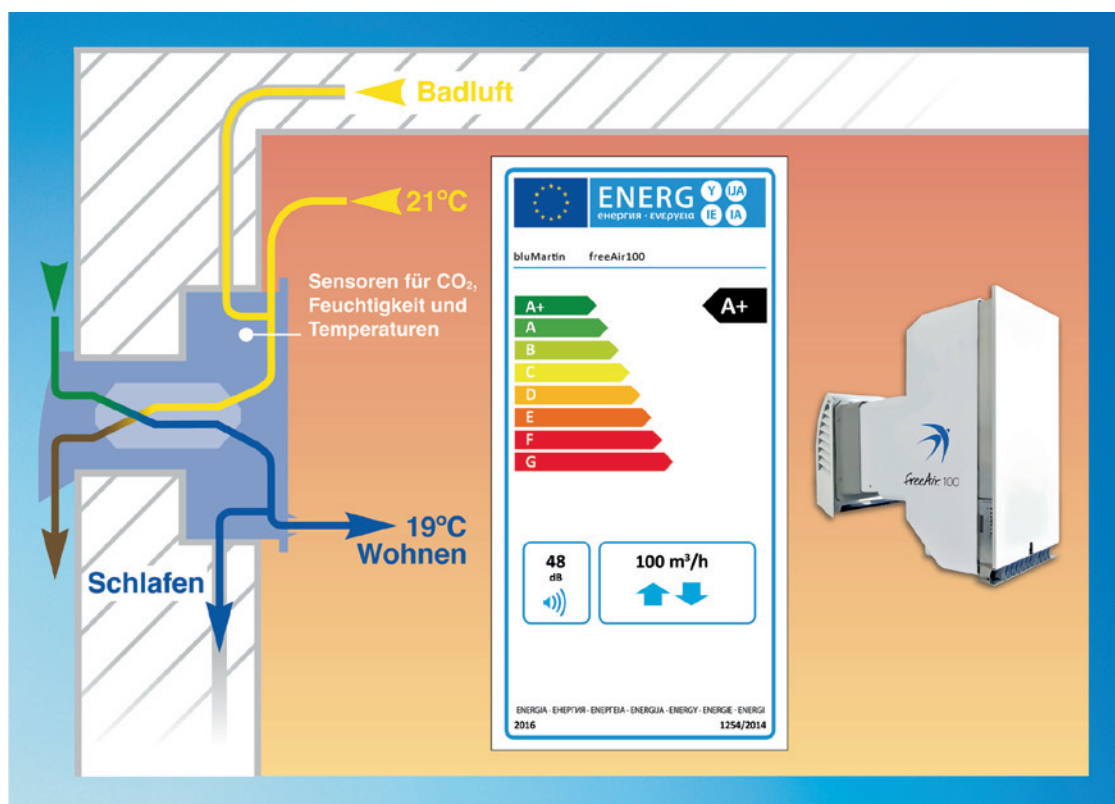 Badluft
21°C
Sensoren für CO₂,
Feuchtigkeit und
Temperaturen
19°C
Wohnen
Schlafen
ENERG
енергия · ενεργεια
Y
IJA
IE
IA
bluMartin freeAir100
A+
A+
A
B
C
D
E
F
G
48
dB
100 m³/h
ENERGIA · ЕНЕРГИЯ · ΕΝΕΡΓΕΙΑ · ENERGIJA · ENERGY · ENERGIE · ENERGI
2016 1254/2014
freeAir 100